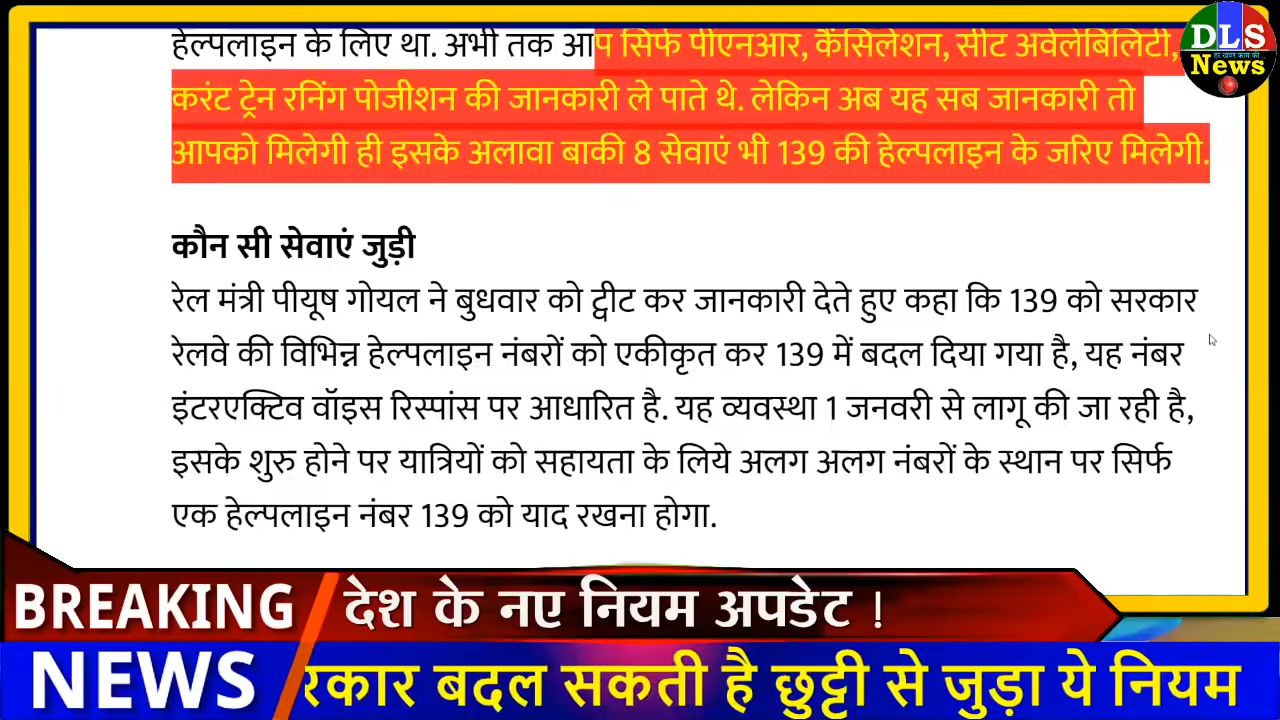 हेल्पलाइन के लिए था. अभी तक आप सिर्फ पीएनआर, कैंसिलेशन, सीट अवेलेबिलिटी,
करंट ट्रेन रनिंग पोजीशन की जानकारी ले पाते थे. लेकिन अब यह सब जानकारी तो
आपको मिलेगी ही इसके अलावा बाकी 8 सेवाएं भी 139 की हेल्पलाइन के जरिए मिलेगी.
DLS
हर खबर काम की..
News
कौन सी सेवाएं जुड़ी
रेल मंत्री पीयूष गोयल ने बुधवार को ट्वीट कर जानकारी देते हुए कहा कि 139 को सरकार
रेलवे की विभिन्न हेल्पलाइन नंबरों को एकीकृत कर 139 में बदल दिया गया है, यह नंबर
इंटरएक्टिव वॉइस रिस्पांस पर आधारित है. यह व्यवस्था 1 जनवरी से लागू की जा रही है,
इसके शुरु होने पर यात्रियों को सहायता के लिये अलग अलग नंबरों के स्थान पर सिर्फ
एक हेल्पलाइन नंबर 139 को याद रखना होगा.
BREAKING देश के नए नियम अपडेट !
NEWS रकार बदल सकती है छुट्टी से जुड़ा ये नियम